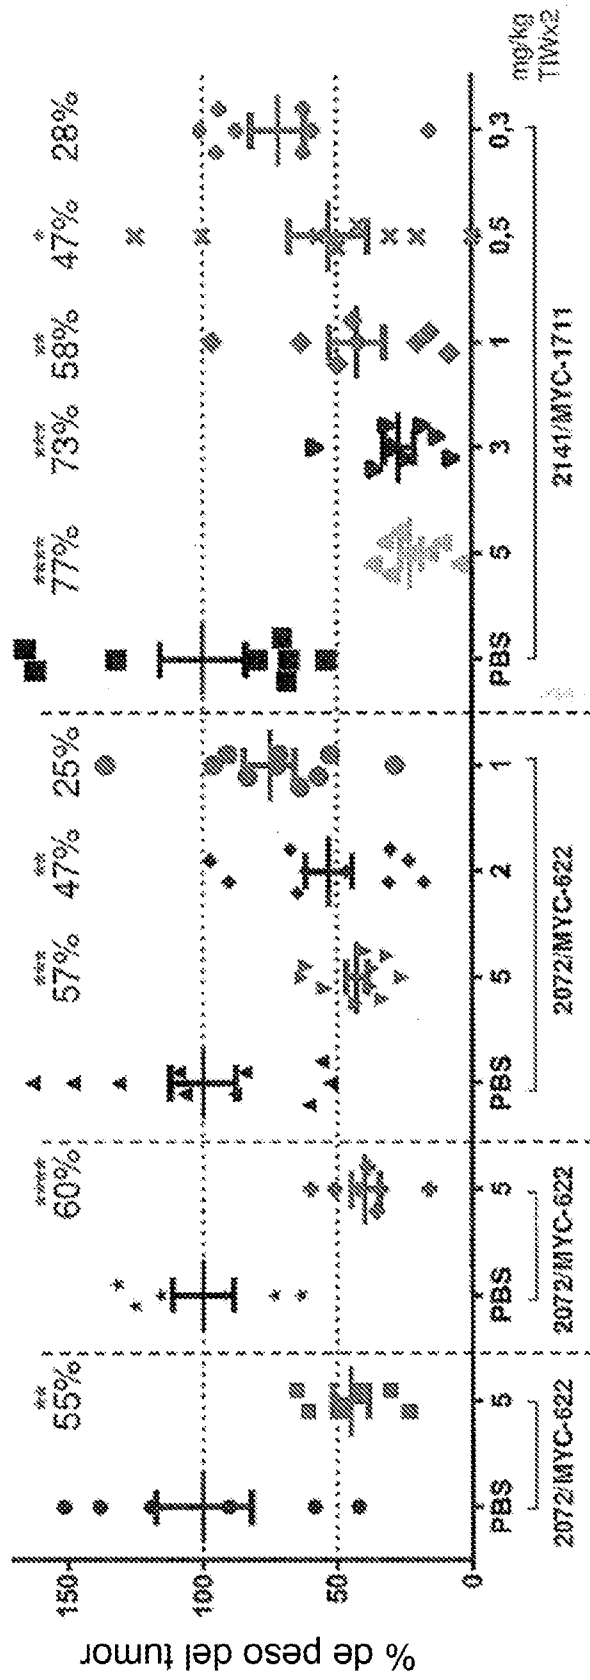 % de peso del tumor
150
100
50
0
** **** *** ** **** *** ** *
55% 60% 57% 47% 25% 77% 73% 58% 47% 28%
PBS 5 PBS 5 PBS 5 2 1 PBS 5 3 1 0,5 0,3
mg/kg
TIWx2
2072/MYC-622 2072/MYC-622 2072/MYC-622 2141/MYC-1711